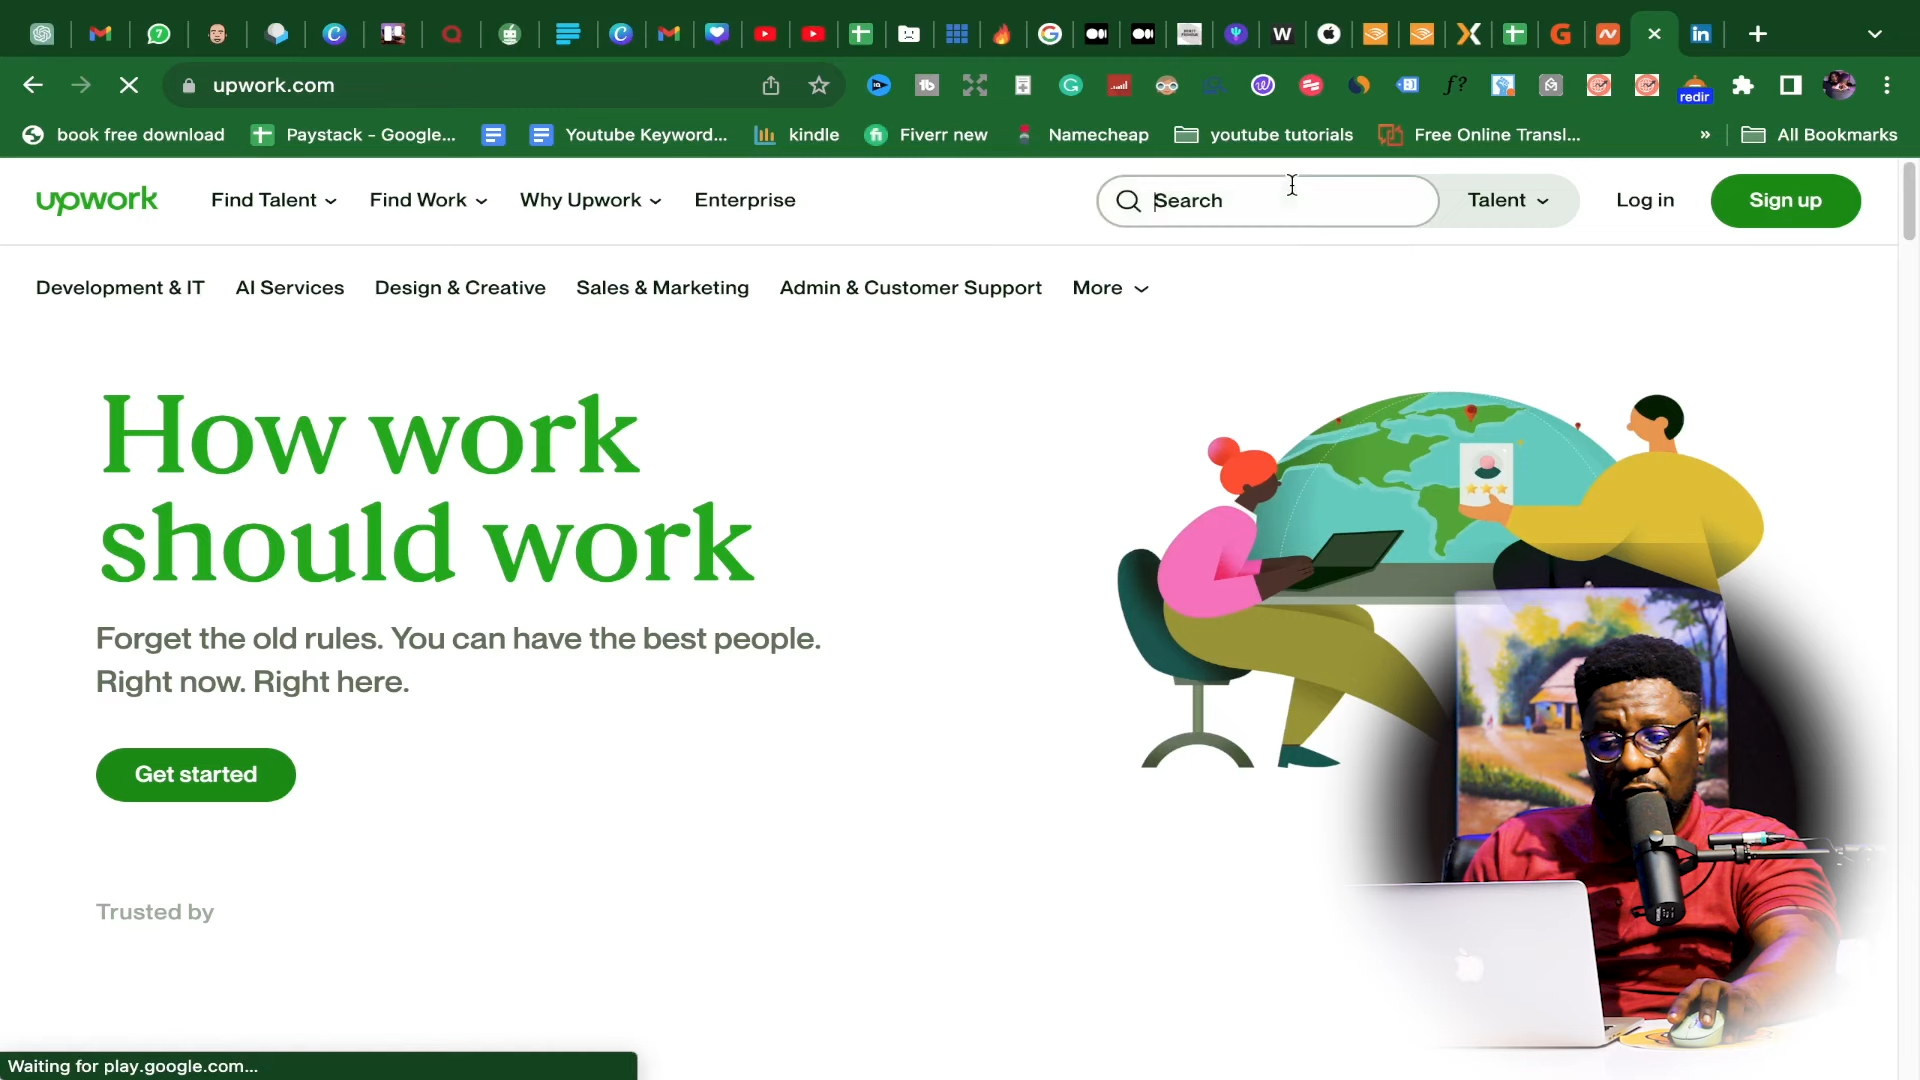 upwork.com
redir
book free download
Paystack - Google...
Youtube Keyword...
kindle
Fiverr new
Namecheap
youtube tutorials
Free Online Transl...
»
All Bookmarks
upwork
Find Talent
Find Work
Why Upwork
Enterprise
Search
Talent
Log in
Sign up
Development & IT
AI Services
Design & Creative
Sales & Marketing
Admin & Customer Support
More
How work
should work
Forget the old rules. You can have the best people.
Right now. Right here.
Get started
Trusted by
Waiting for play.google.com...